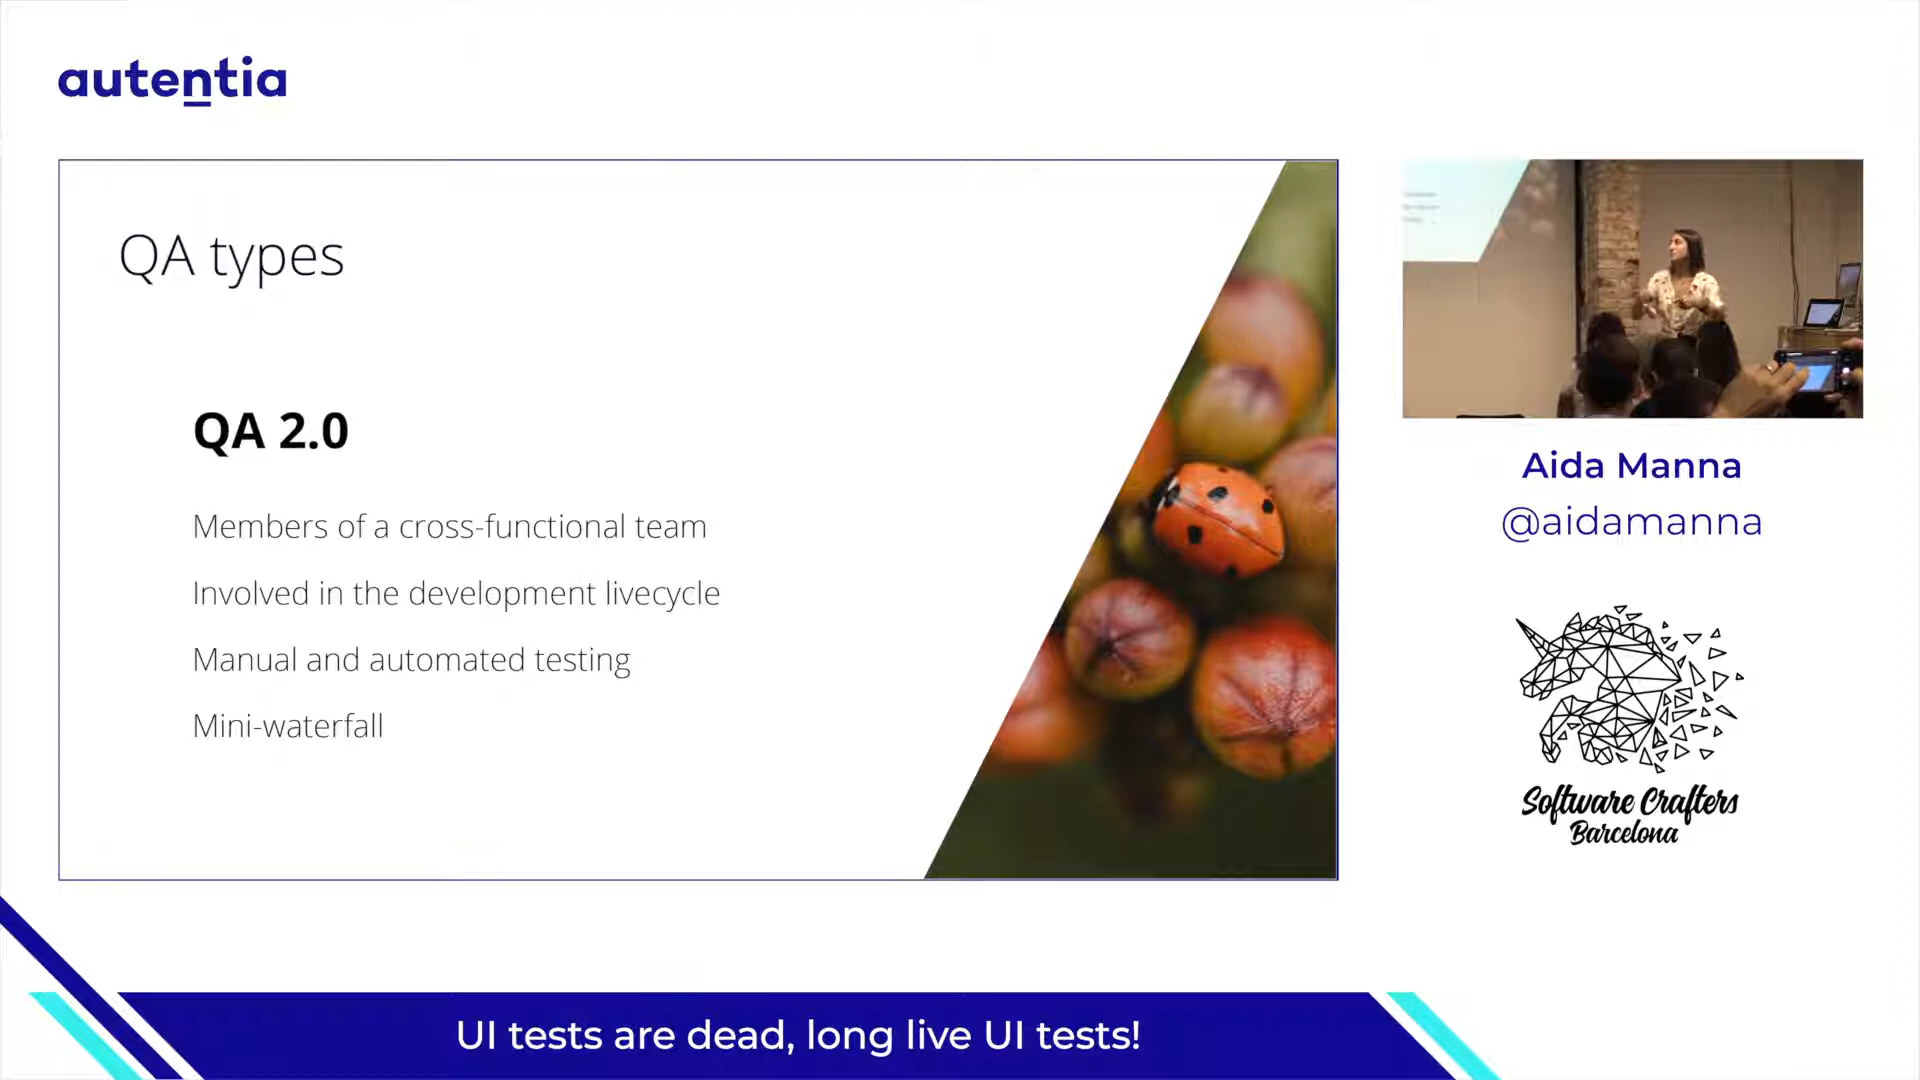 autentia
QA types
QA 2.0
Members of a cross-functional team
Involved in the development livecycle
Manual and automated testing
Mini-waterfall
Aida Manna
@aidamanna
Software Crafters
Barcelona
UI tests are dead, long live UI tests!